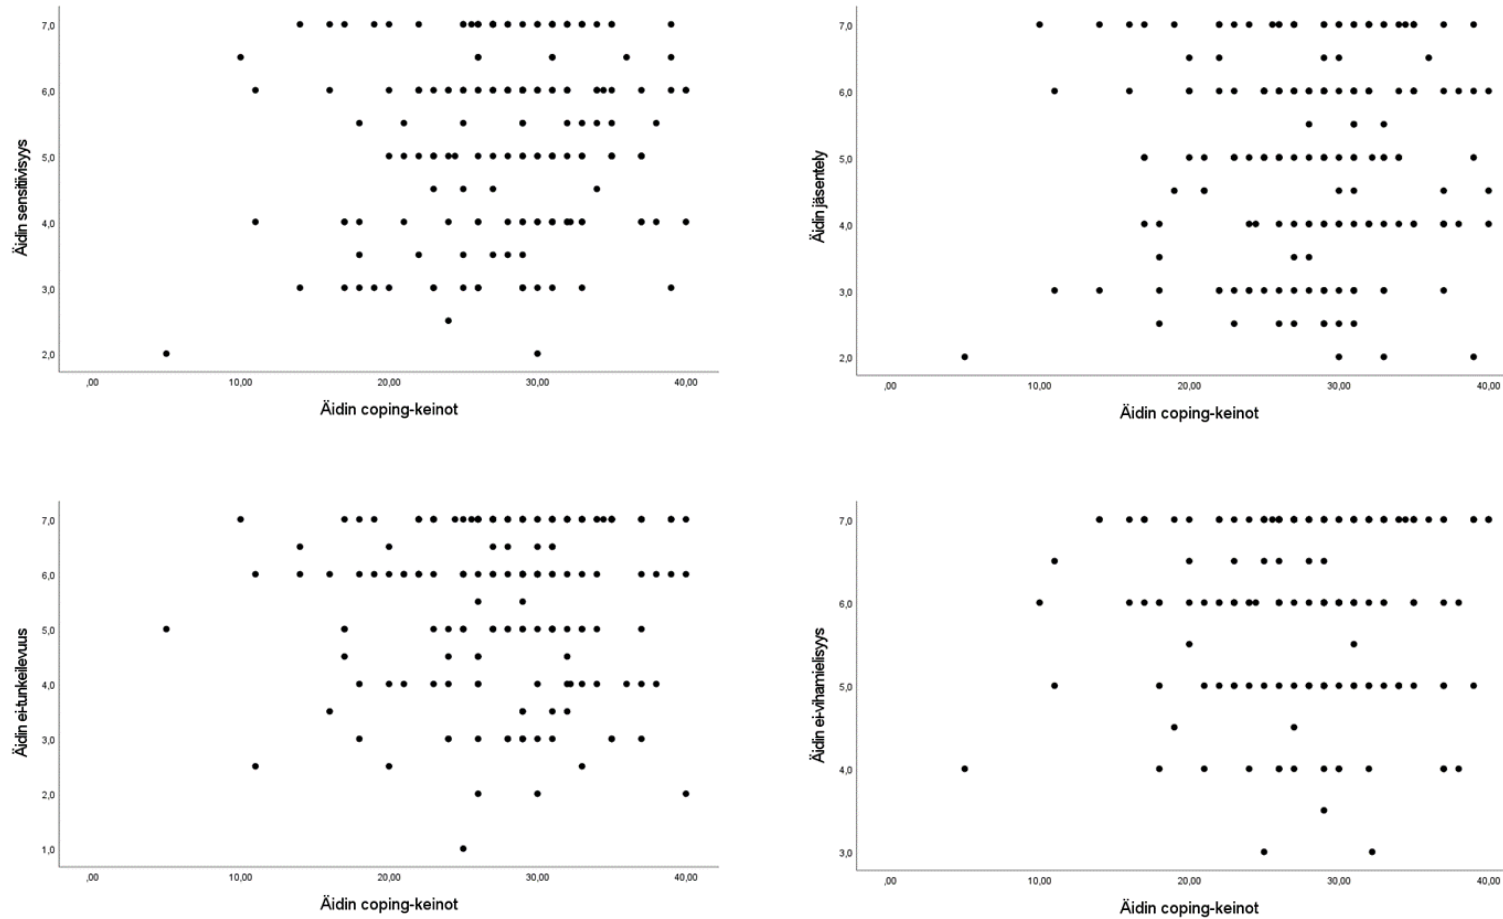 Äidin sensitiivisyys
7,0
6,0
5,0
4,0
3,0
2,0
,00 10,00 20,00 30,00 40,00
Äidin coping-keinot
Äidin jäsentely
7,0
6,0
5,0
4,0
3,0
2,0
,00 10,00 20,00 30,00 40,00
Äidin coping-keinot
Äidin ei-tunkeilevuus
7,0
6,0
5,0
4,0
3,0
2,0
1,0
,00 10,00 20,00 30,00 40,00
Äidin coping-keinot
Äidin ei-vihamielisyys
7,0
6,0
5,0
4,0
3,0
,00 10,00 20,00 30,00 40,00
Äidin coping-keinot